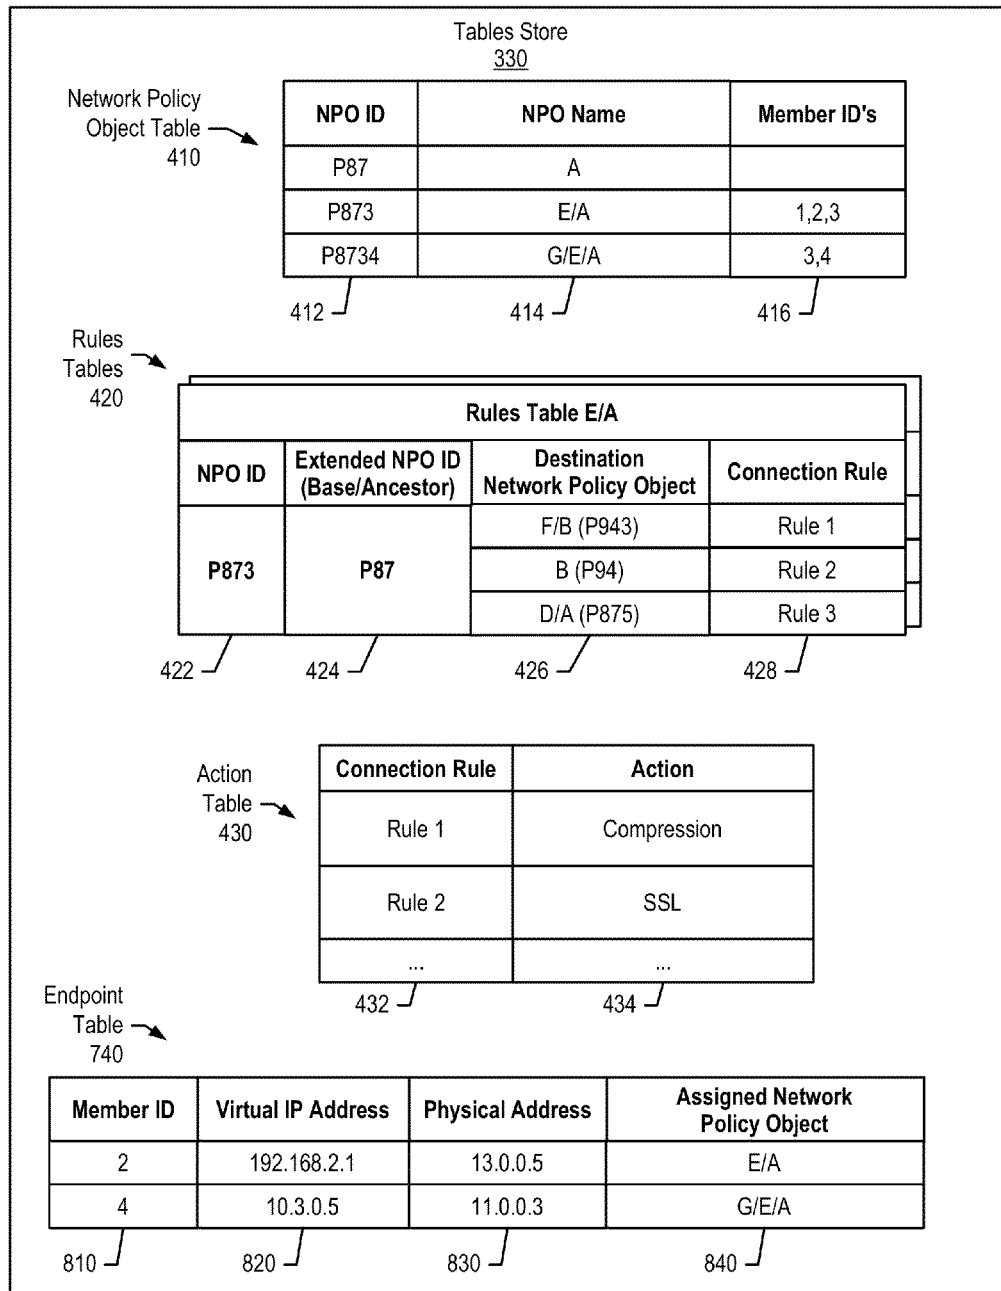 Tables Store
330
Network Policy
Object Table
410
NPO ID
NPO Name
Member ID's
P87
A
P873
E/A
1,2,3
P8734
G/E/A
3,4
412
414
416
Rules
Tables
420
Rules Table E/A
NPO ID
Extended NPO ID
(Base/Ancestor)
Destination
Network Policy Object
Connection Rule
P873
P87
F/B (P943)
Rule 1
B (P94)
Rule 2
D/A (P875)
Rule 3
422
424
426
428
Action
Table
430
Connection Rule
Action
Rule 1
Compression
Rule 2
SSL
...
...
432
434
Endpoint
Table
740
Member ID
Virtual IP Address
Physical Address
Assigned Network
Policy Object
2
192.168.2.1
13.0.0.5
E/A
4
10.3.0.5
11.0.0.3
G/E/A
810
820
830
840